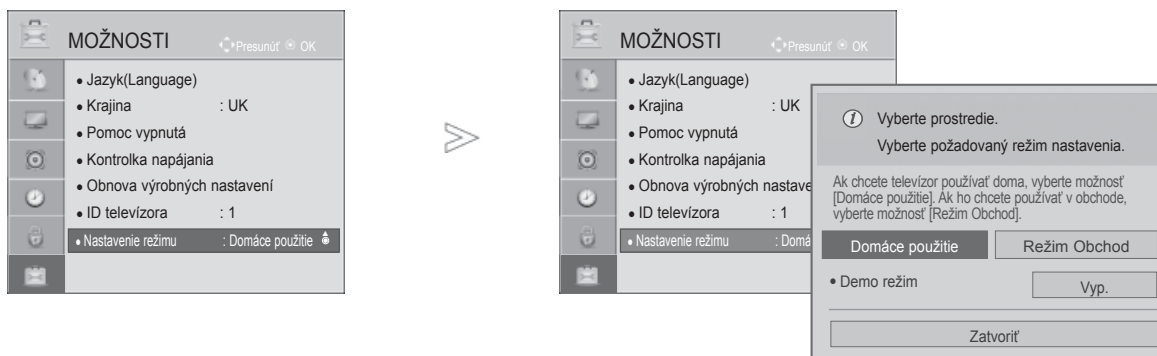 MOŽNOSTI Presunúť OK
• Jazyk(Language)
• Krajina : UK
• Pomoc vypnutá
• Kontrolka napájania
• Obnova výrobných nastavení
• ID televízora : 1
• Nastavenie režimu : Domáce použitie
MOŽNOSTI Presunúť OK
• Jazyk(Language)
• Krajina : UK
• Pomoc vypnutá
• Kontrolka napájania
• Obnova výrobných nastave
• ID televízora : 1
• Nastavenie režimu : Domá
Vyberte prostredie.
Vyberte požadovaný režim nastavenia.
Ak chcete televízor používať doma, vyberte možnosť
[Domáce použitie]. Ak ho chcete používať v obchode,
vyberte možnosť [Režim Obchod].
Domáce použitie Režim Obchod
• Demo režim Vyp.
Zatvoriť